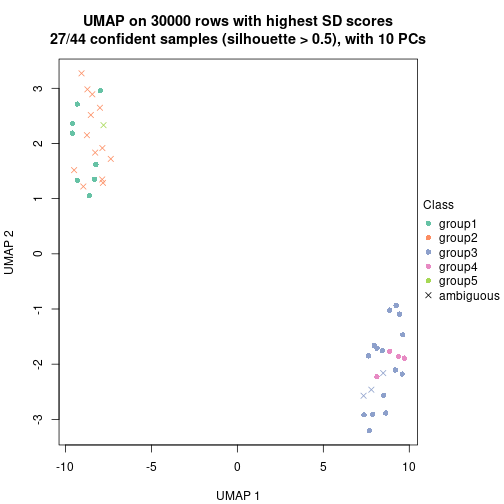 UMAP on 30000 rows with highest SD scores
27/44 confident samples (silhouette > 0.5), with 10 PCs
3
2
1
0
-1
-2
-3
UMAP 2
-10
-5
0
5
10
UMAP 1
Class
group1
group2
group3
group4
group5
ambiguous